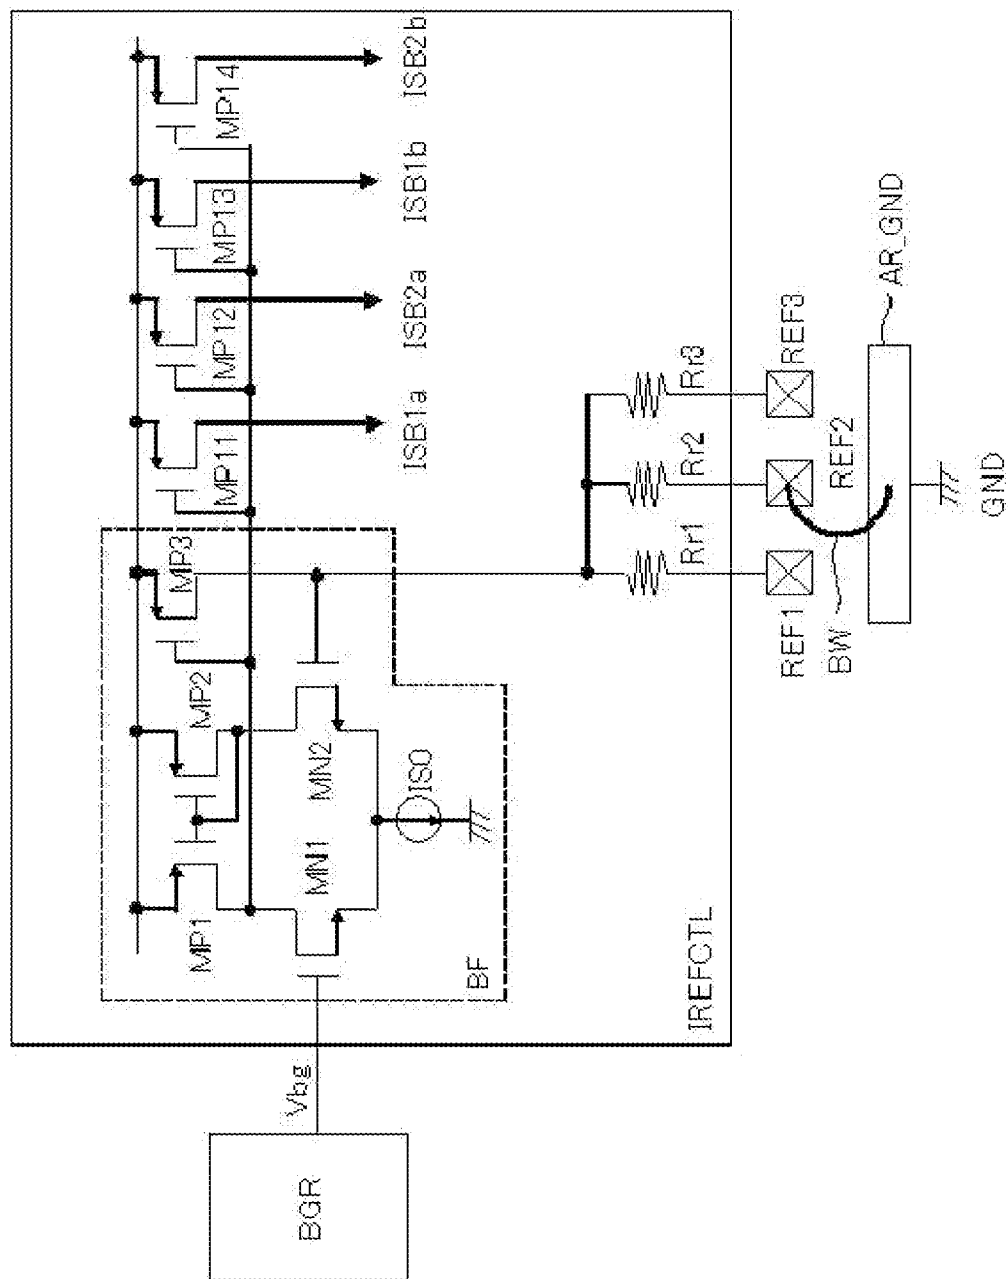 BGR
Vbg
IREFCTL
BF
MP1
MP2
MP3
MN1
MN2
ISO
MP11
MP12
MP13
MP14
ISB1a
ISB2a
ISB1b
ISB2b
Rr1
Rr2
Rr3
REF1
REF2
REF3
BW
AR_GND
GND